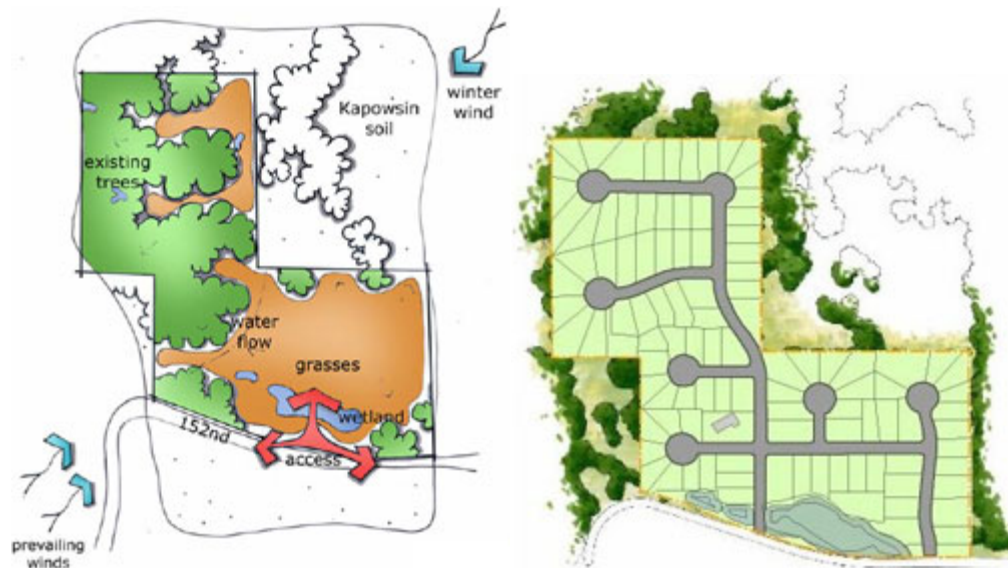 winter
wind
Kapowsin
soil
existing
trees
water
flow
grasses
wetland
152nd
access
prevailing
winds